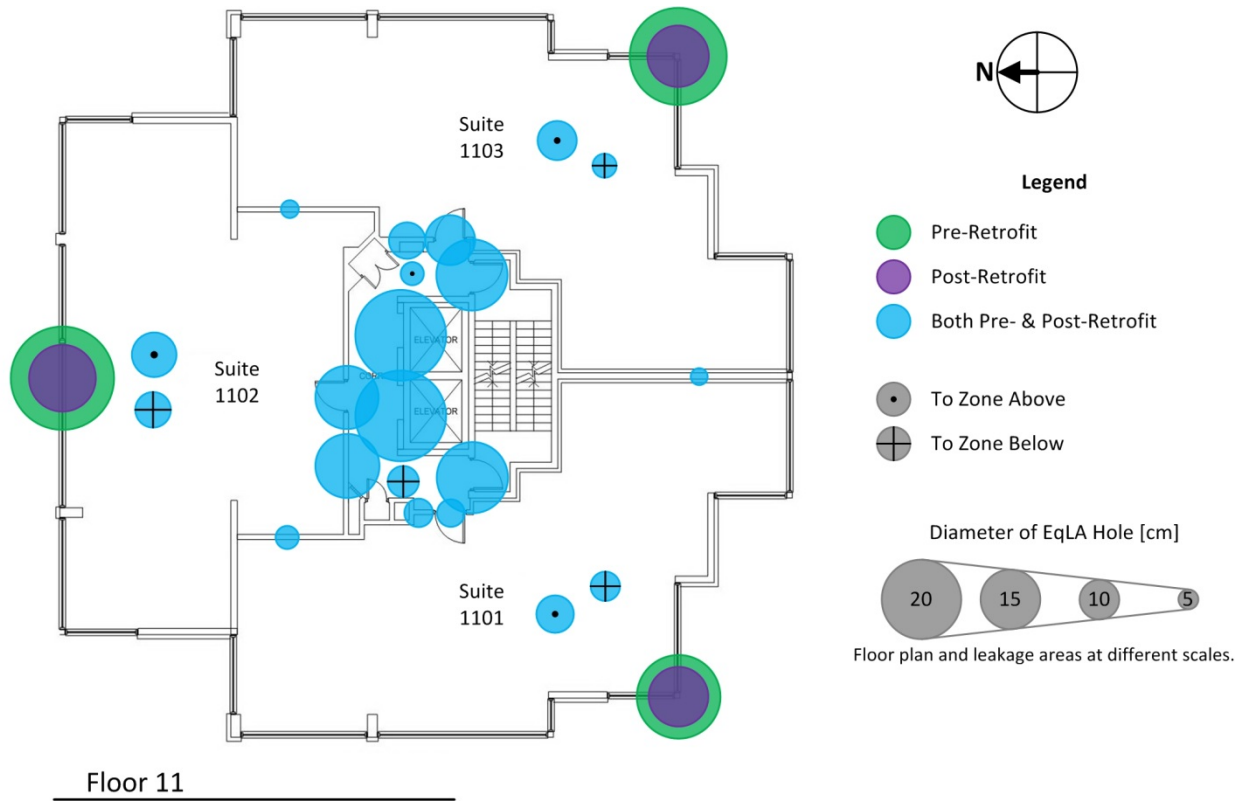 Suite
1103
N
Legend
Pre-Retrofit
Post-Retrofit
Both Pre- & Post-Retrofit
To Zone Above
To Zone Below
ELEVATOR
Suite
1102
ELEVATOR
Diameter of EqLA Hole [cm]
20 15 10 5
Floor plan and leakage areas at different scales.
Suite
1101
Floor 11